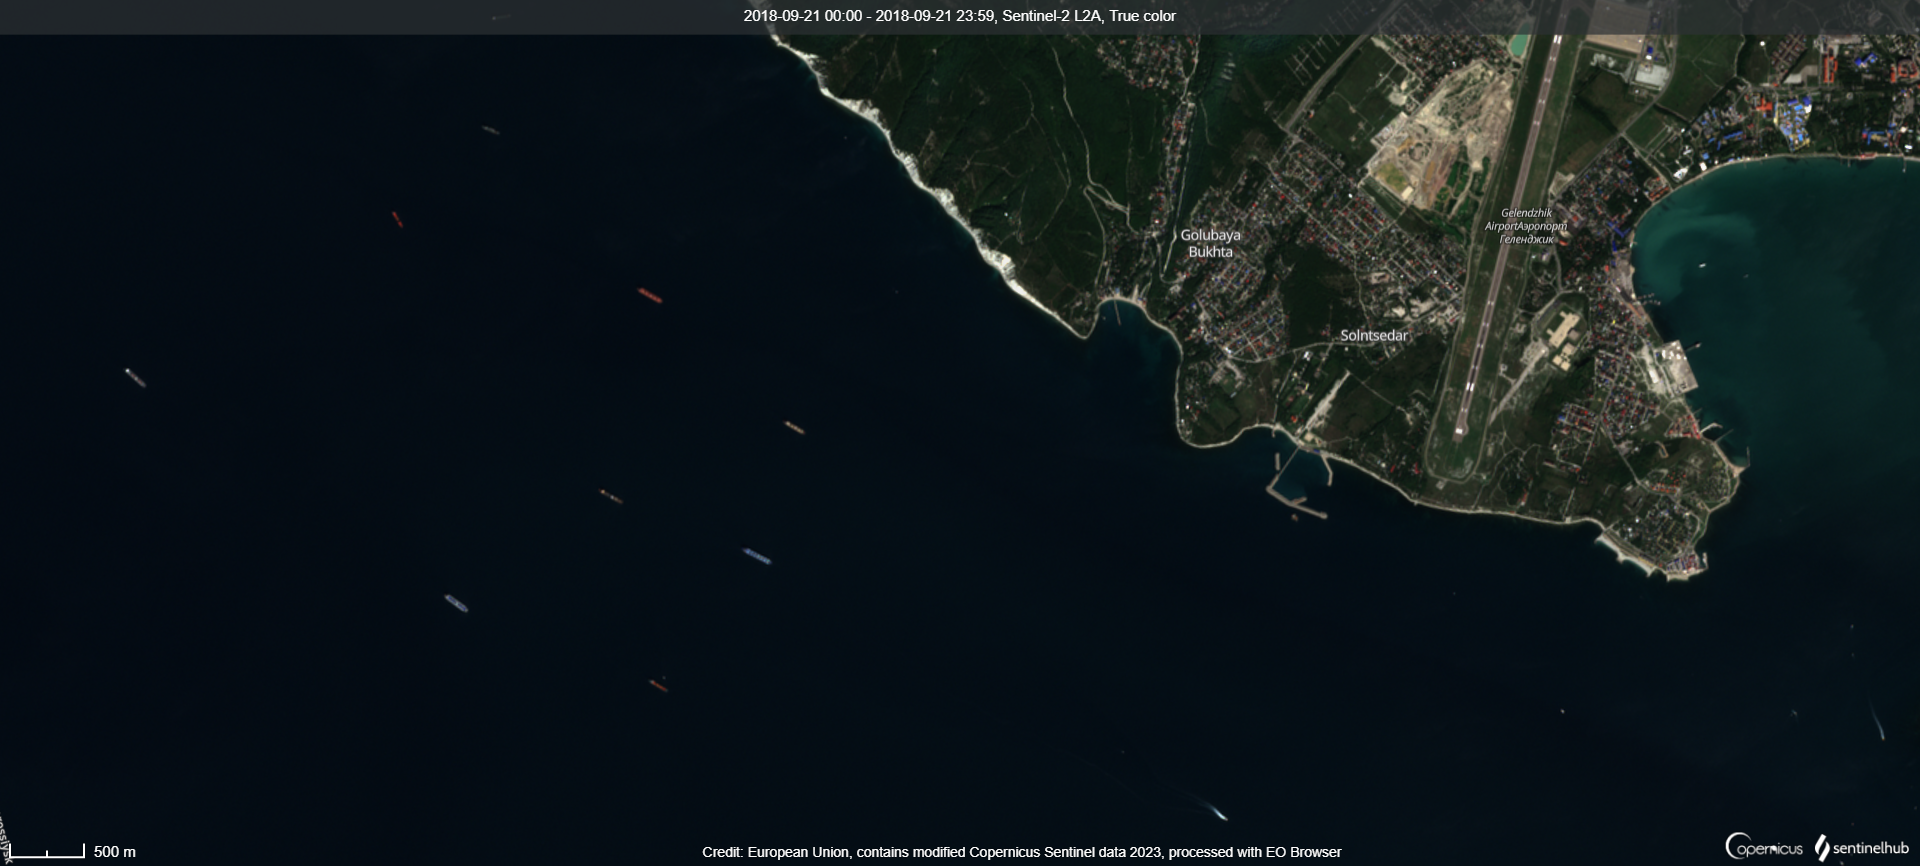 2018-09-21 00:00 - 2018-09-21 23:59, Sentinel-2 L2A, True color
Gelendzhik
AirportАэропорт
Геленджик
Golubaya
Bukhta
Solntsedar
500 m
Credit: European Union, contains modified Copernicus Sentinel data 2023, processed with EO Browser
Copernicus
sentinelhub